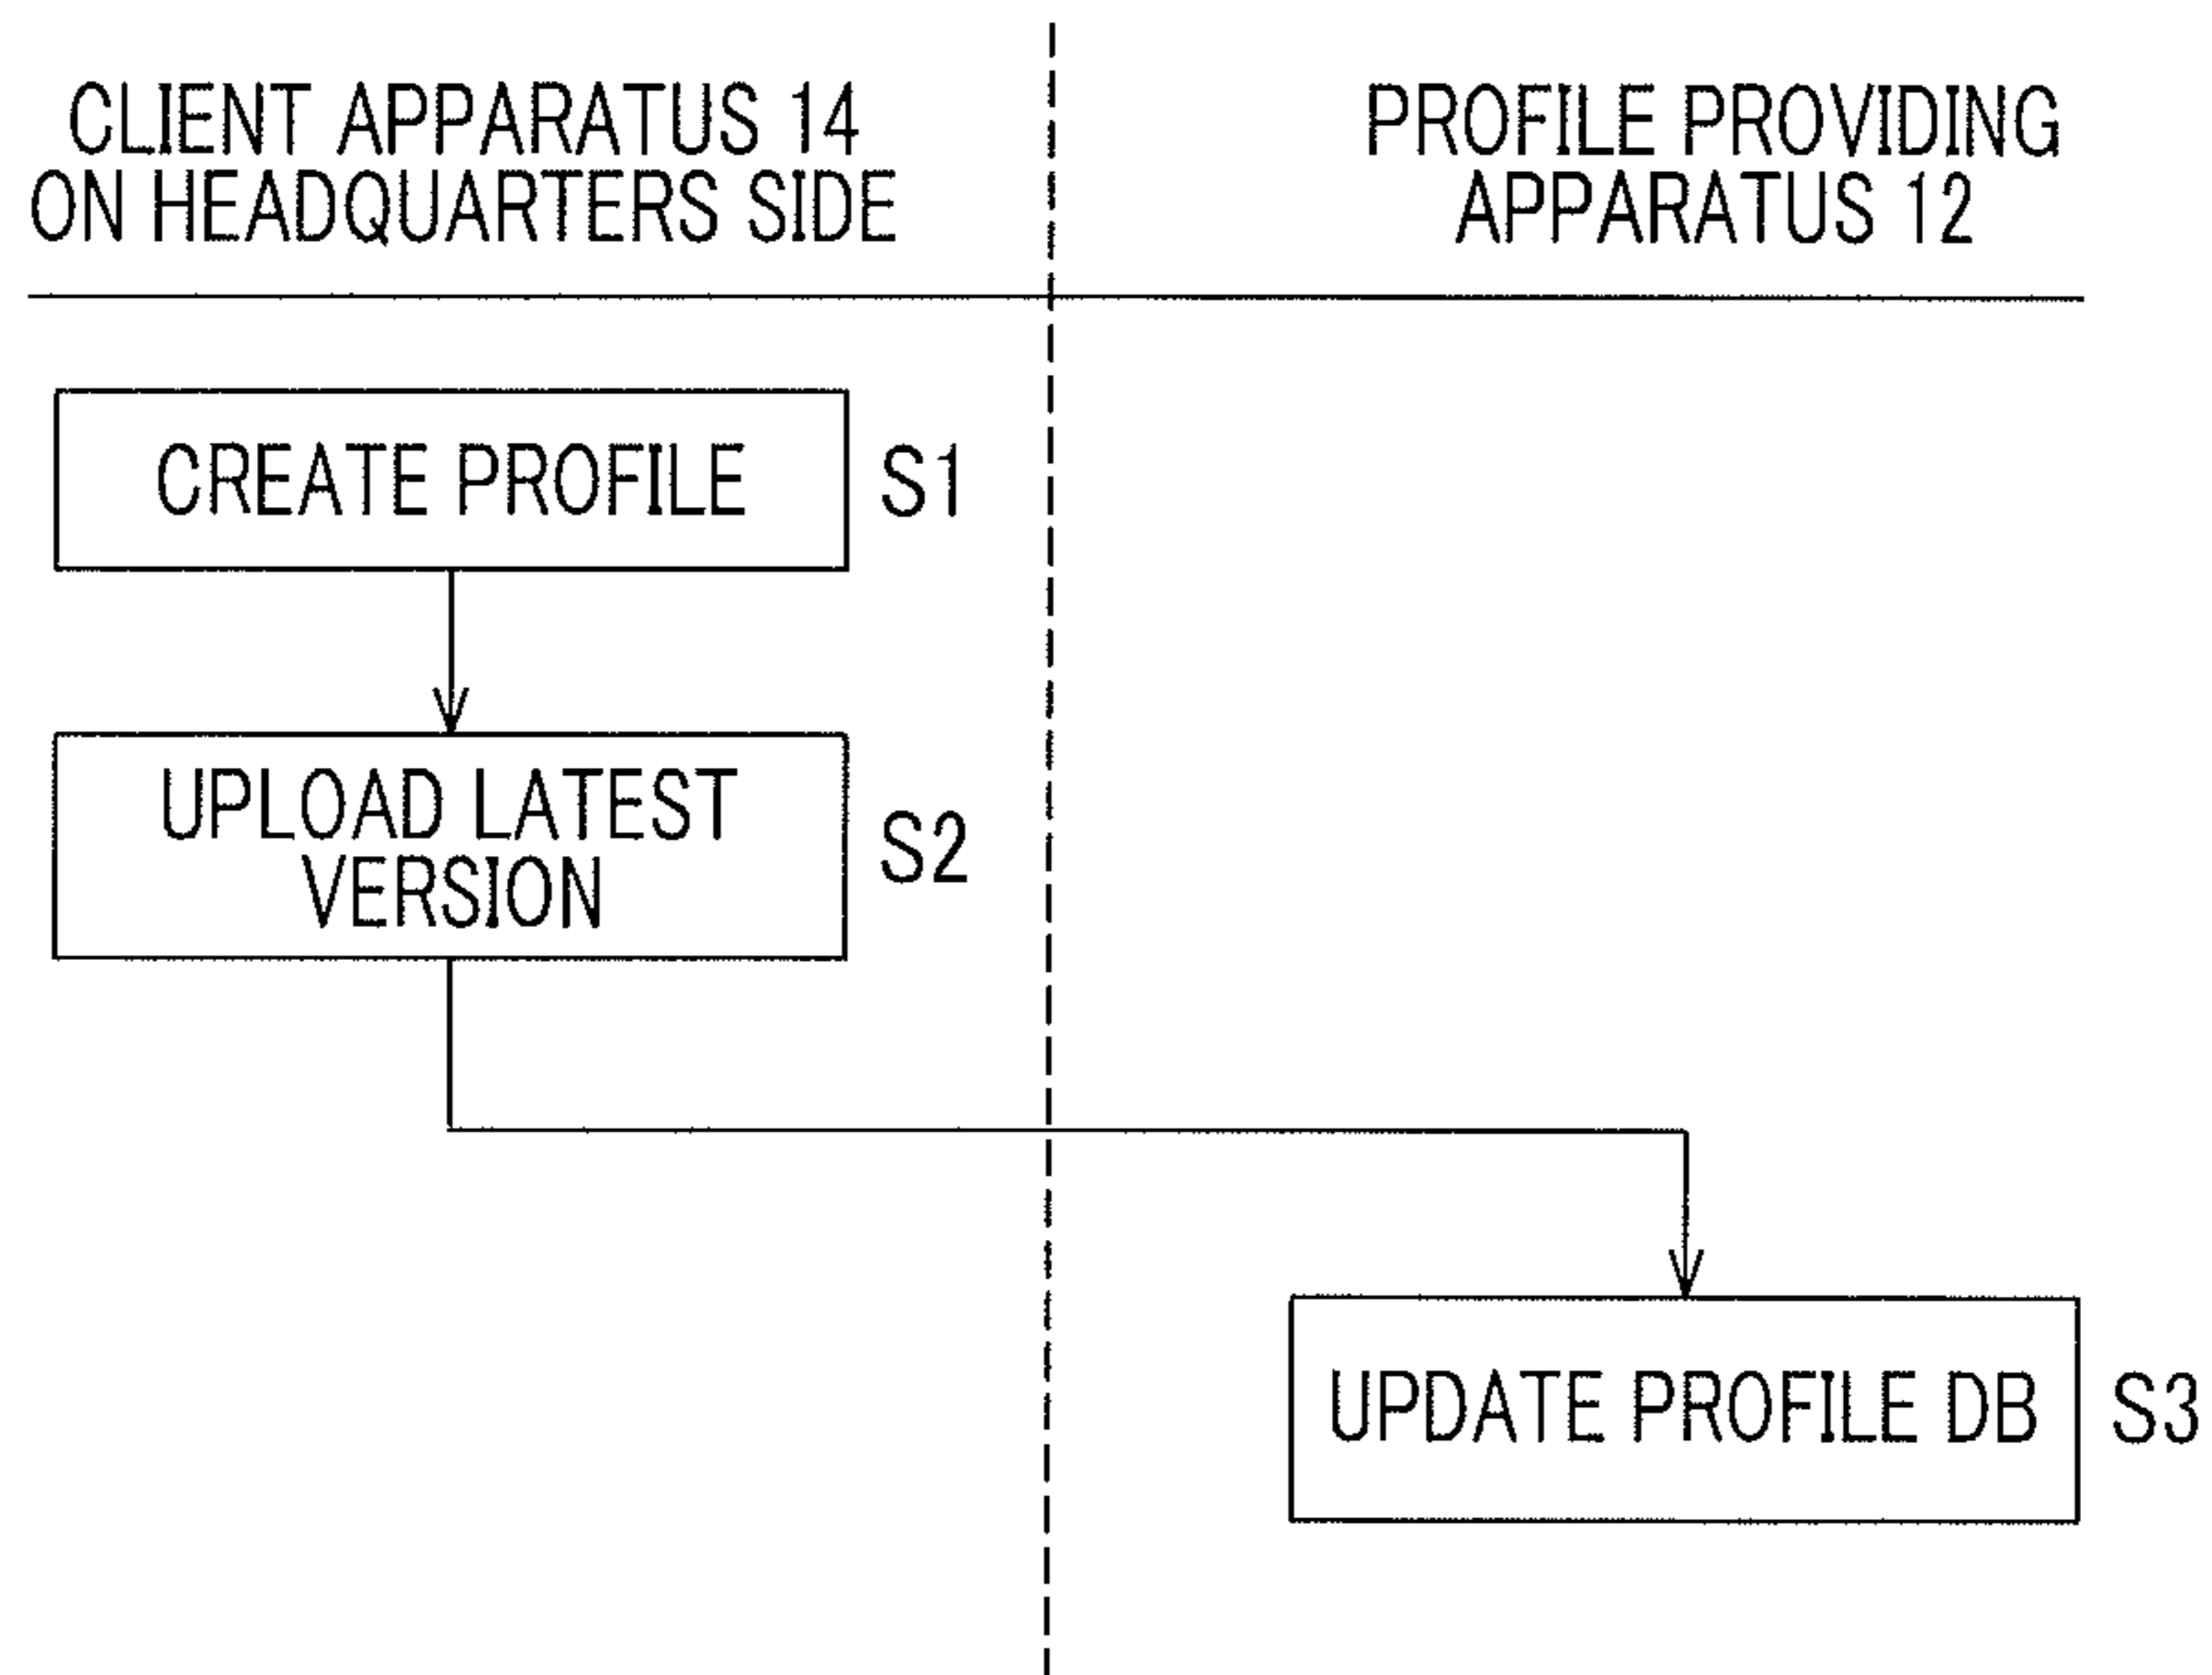 CLIENT APPARATUS 14
ON HEADQUARTERS SIDE
PROFILE PROVIDING
APPARATUS 12
CREATE PROFILE
S1
UPLOAD LATEST
VERSION
S2
UPDATE PROFILE DB
S3